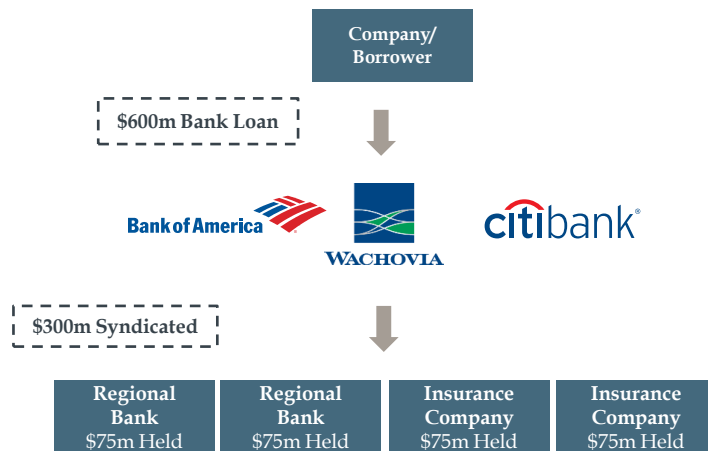 Company/
Borrower
$600m Bank Loan
Bank of America
WACHOVIA
citibank®
$300m Syndicated
Regional
Bank
$75m Held
Regional
Bank
$75m Held
Insurance
Company
$75m Held
Insurance
Company
$75m Held